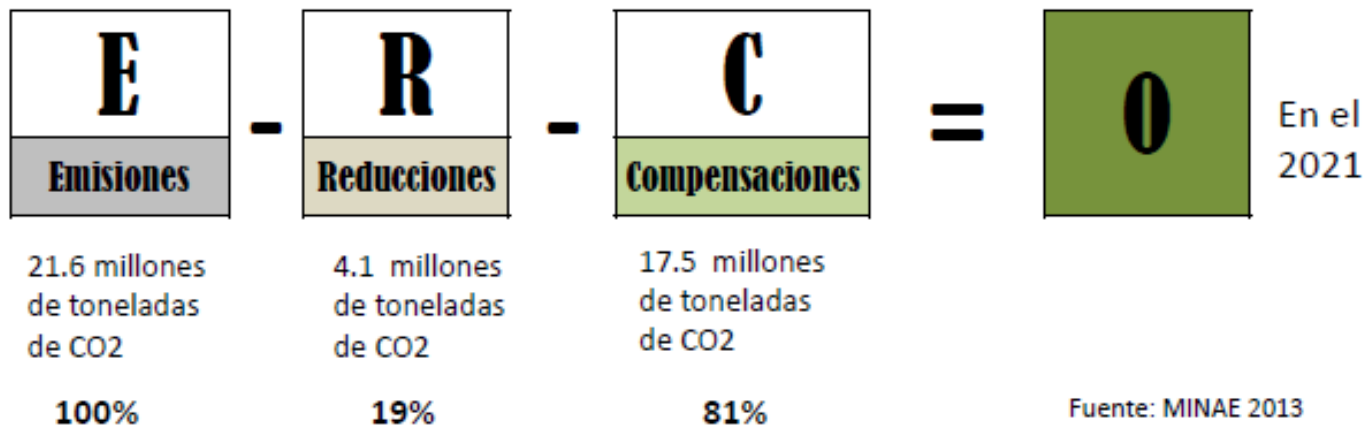 E - R - C = 0
Emisiones Reducciones Compensaciones
En el
2021
21.6 millones
de toneladas
de CO2
4.1 millones
de toneladas
de CO2
17.5 millones
de toneladas
de CO2
100% 19% 81%
Fuente: MINAE 2013